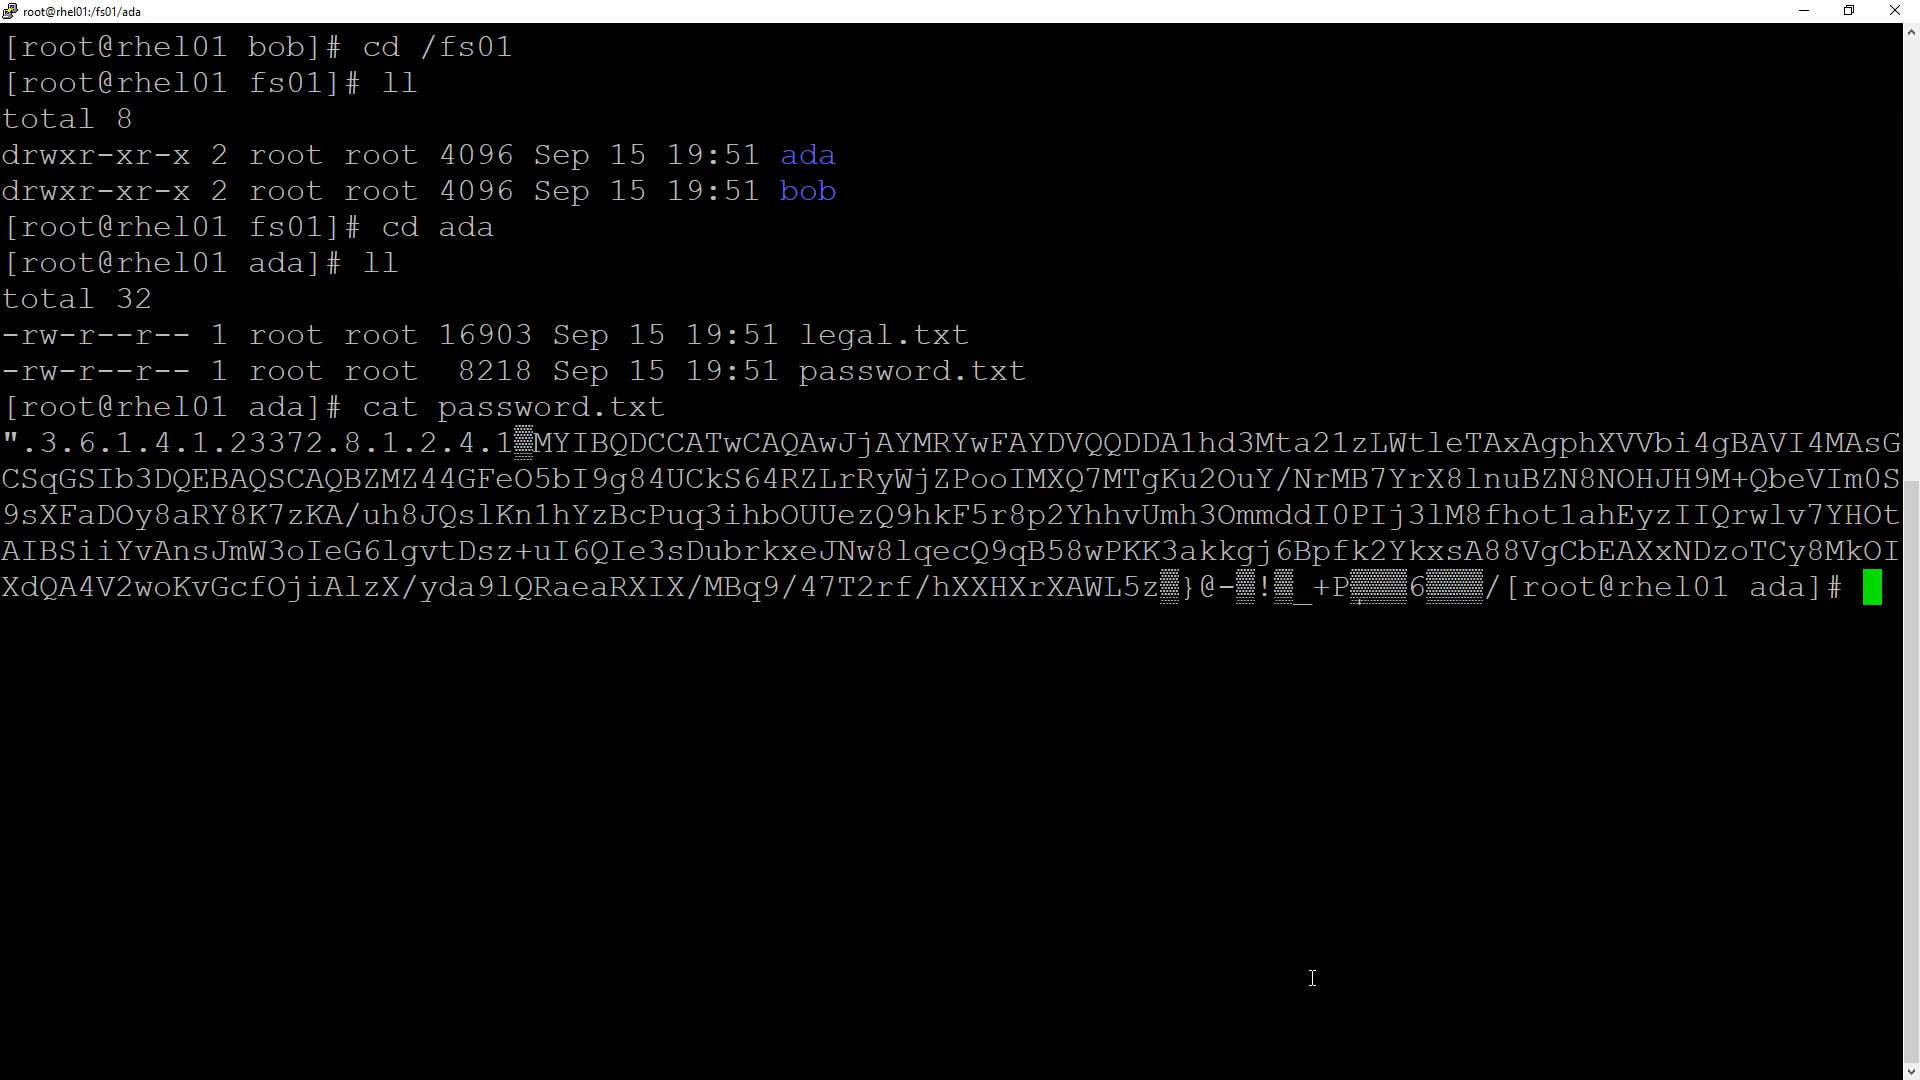 root@rhel01:/fs01/ada
[root@rhel01 bob]# cd /fs01
[root@rhel01 fs01]# ll
total 8
drwxr-xr-x 2 root root 4096 Sep 15 19:51 ada
drwxr-xr-x 2 root root 4096 Sep 15 19:51 bob
[root@rhel01 fs01]# cd ada
[root@rhel01 ada]# ll
total 32
-rw-r--r-- 1 root root 16903 Sep 15 19:51 legal.txt
-rw-r--r-- 1 root root  8218 Sep 15 19:51 password.txt
[root@rhel01 ada]# cat password.txt
".3.6.1.4.1.23372.8.1.2.4.1▒MYIBQDCCATwCAQAwJjAYMRYwFAYDVQQDDA1hd3Mta21zLWtleTAxAgphXVVbi4gBAVI4MAsG
CSqGSIb3DQEBAQSCAQBZMZ44GFeO5bI9g84UCkS64RZLrRyWjZPooIMXQ7MTgKu2OuY/NrMB7YrX8lnuBZN8NOHJH9M+QbeVIm0S
9sXFaDOy8aRY8K7zKA/uh8JQslKn1hYzBcPuq3ihbOUUezQ9hkF5r8p2YhhvUmh3OmmddI0PIj3lM8fhot1ahEyzIIQrwlv7YHOt
AIBSiiYvAnsJmW3oIeG6lgvtDsz+uI6QIe3sDubrkxeJNw8lqecQ9qB58wPKK3akkgj6Bpfk2YkxsA88VgCbEAXxNDzoTCy8MkOI
XdQA4V2woKvGcfOjiAlzX/yda9lQRaeaRXIX/MBq9/47T2rf/hXXHXrXAWL5z▒}@-▒!▒_+P▒▒▒6▒▒▒/[root@rhel01 ada]#